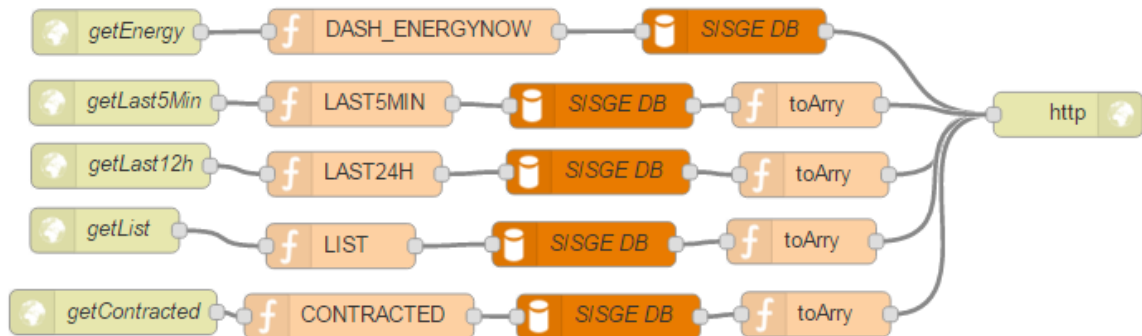 getEnergy
DASH_ENERGYNOW
SISGE DB
getLast5Min
LAST5MIN
SISGE DB
toArry
http
getLast12h
LAST24H
SISGE DB
toArry
getList
LIST
SISGE DB
toArry
getContracted
CONTRACTED
SISGE DB
toArry